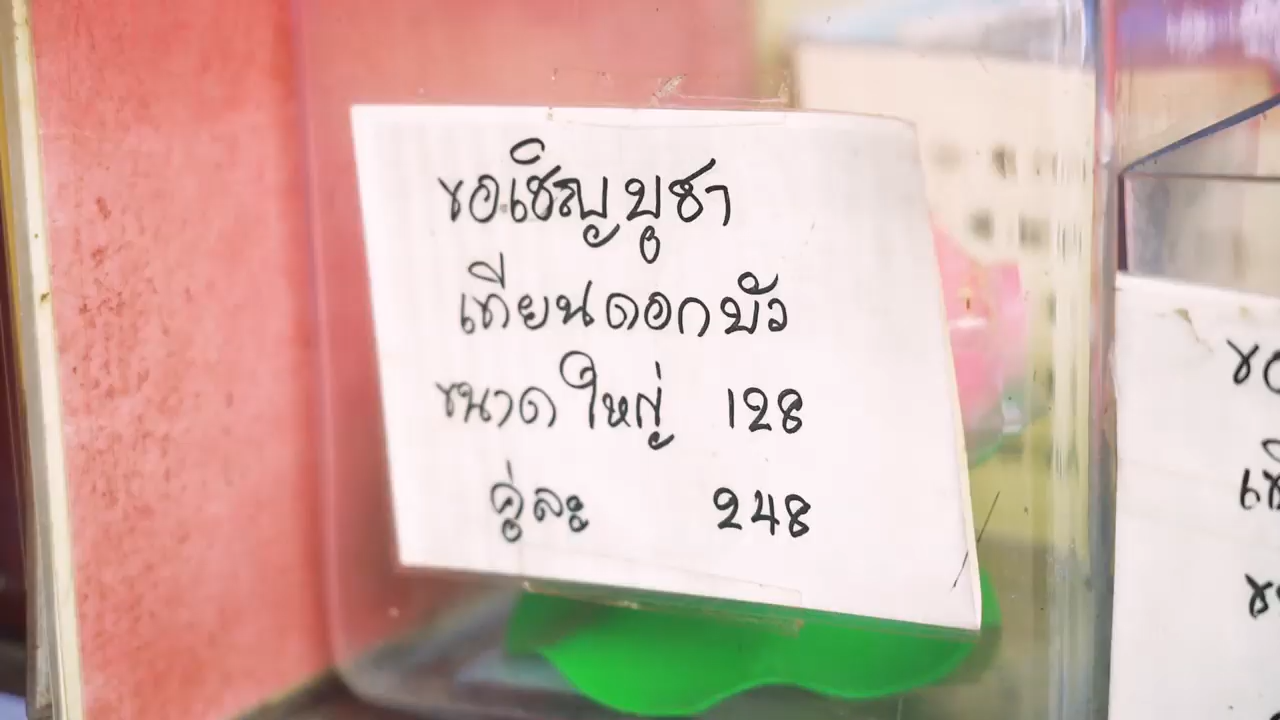 ขอเชิญบูชา
เทียนดอกบัว
ขนาดใหญ่ 128
คู่ละ 248